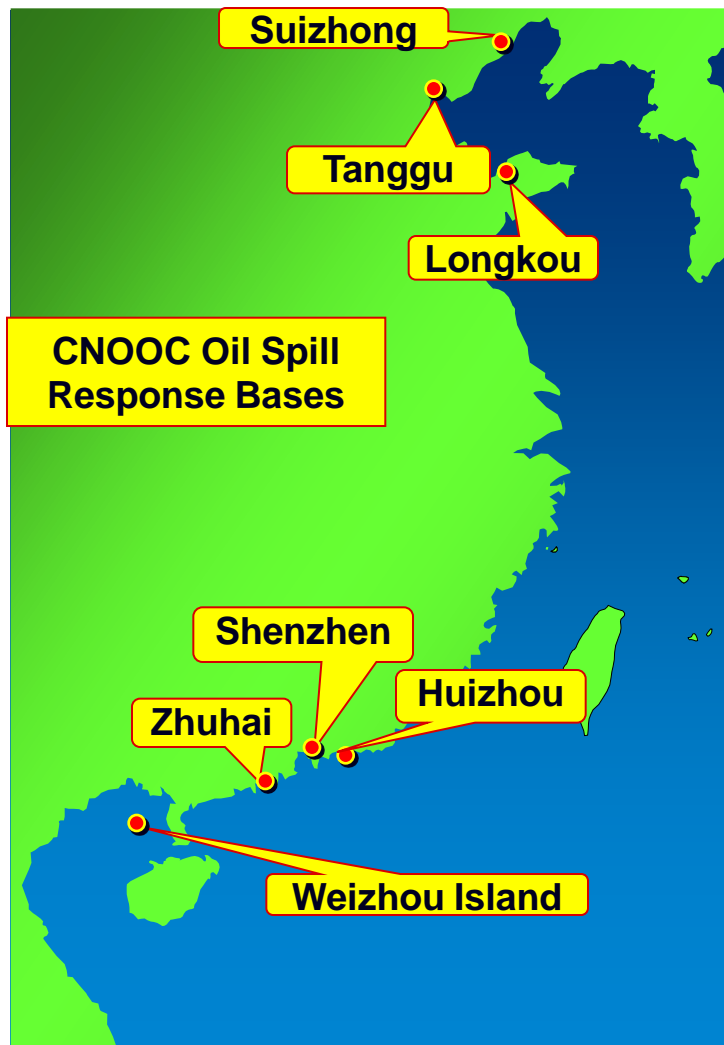 Suizhong
Tanggu
Longkou
CNOOC Oil Spill
Response Bases
Shenzhen
Huizhou
Zhuhai
Weizhou Island